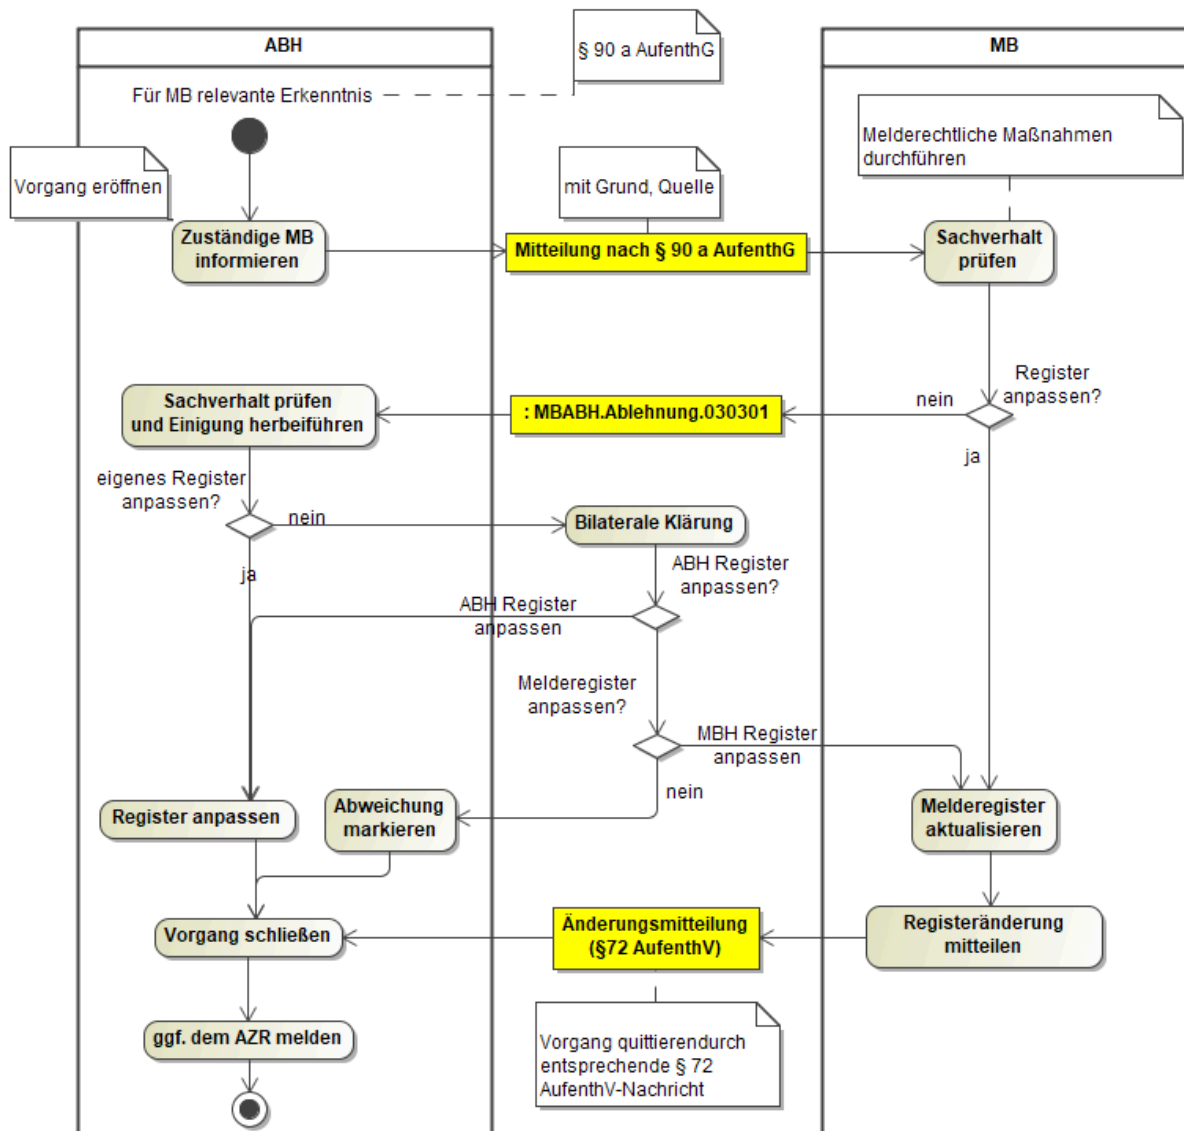 ABH
MB
§ 90 a AufenthG
Für MB relevante Erkenntnis
Melderechtliche Maßnahmen
durchführen
Vorgang eröffnen
mit Grund, Quelle
Zuständige MB
informieren
Mitteilung nach § 90 a AufenthG
Sachverhalt
prüfen
Register
anpassen?
Sachverhalt prüfen
und Einigung herbeiführen
: MBABH.Ablehnung.030301
nein
ja
eigenes Register
anpassen?
nein
Bilaterale Klärung
ja
ABH Register
anpassen?
ABH Register
anpassen
Melderegister
anpassen?
MBH Register
anpassen
nein
Register anpassen
Abweichung
markieren
Melderegister
aktualisieren
Vorgang schließen
Änderungsmitteilung
(§72 AufenthV)
Registeränderung
mitteilen
ggf. dem AZR melden
Vorgang quittierendurch
entsprechende § 72
AufenthV-Nachricht